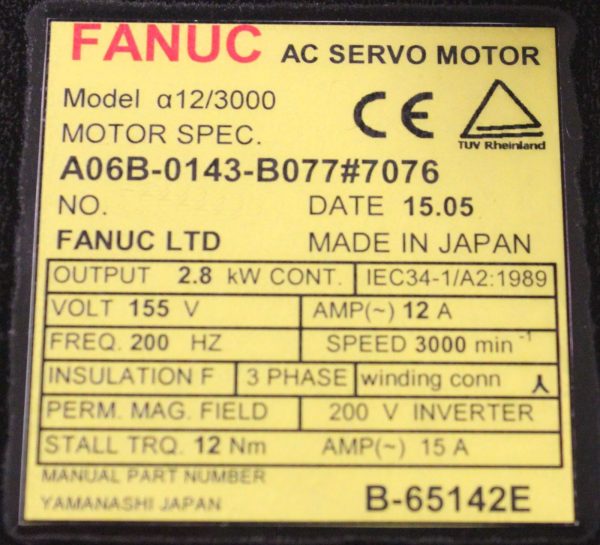 FANUC AC SERVO MOTOR
Model α12/3000
MOTOR SPEC.
A06B-0143-B077#7076
CE
TUV Rheinland
NO. DATE 15.05
FANUC LTD MADE IN JAPAN
OUTPUT 2.8 kW CONT. IEC34-1/A2:1989
VOLT 155 V AMP(~) 12 A
FREQ. 200 HZ SPEED 3000 min⁻¹
INSULATION F 3 PHASE winding conn
PERM. MAG. FIELD 200 V INVERTER
STALL TRQ. 12 Nm AMP(~) 15 A
MANUAL PART NUMBER
YAMANASHI JAPAN B-65142E